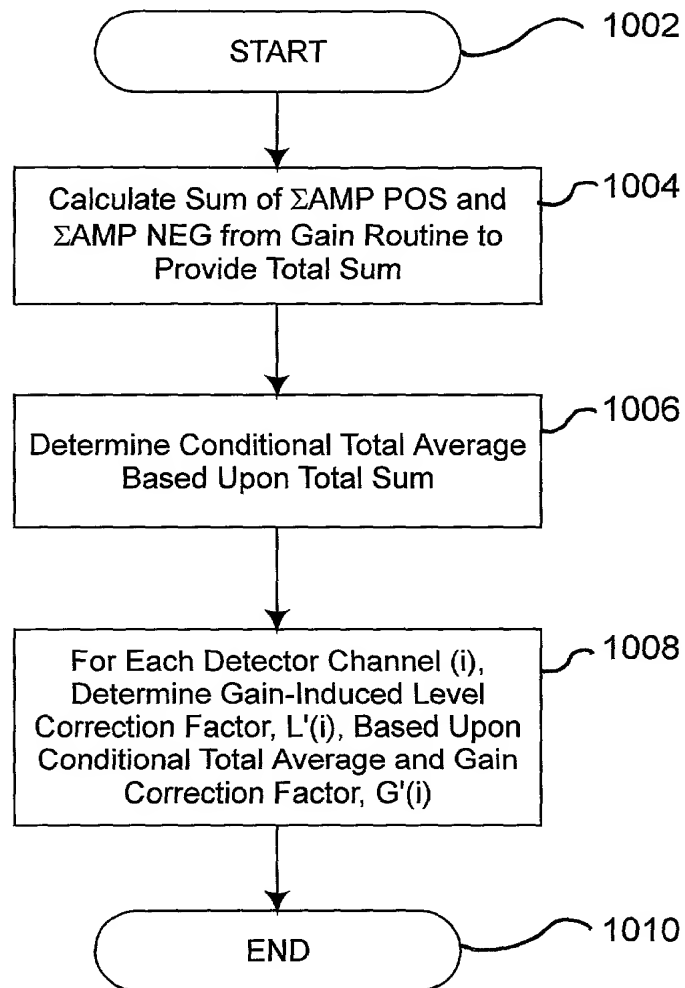 START
1002
Calculate Sum of ΣAMP POS and
ΣAMP NEG from Gain Routine to
Provide Total Sum
1004
Determine Conditional Total Average
Based Upon Total Sum
1006
For Each Detector Channel (i),
Determine Gain-Induced Level
Correction Factor, L'(i), Based Upon
Conditional Total Average and Gain
Correction Factor, G'(i)
1008
END
1010